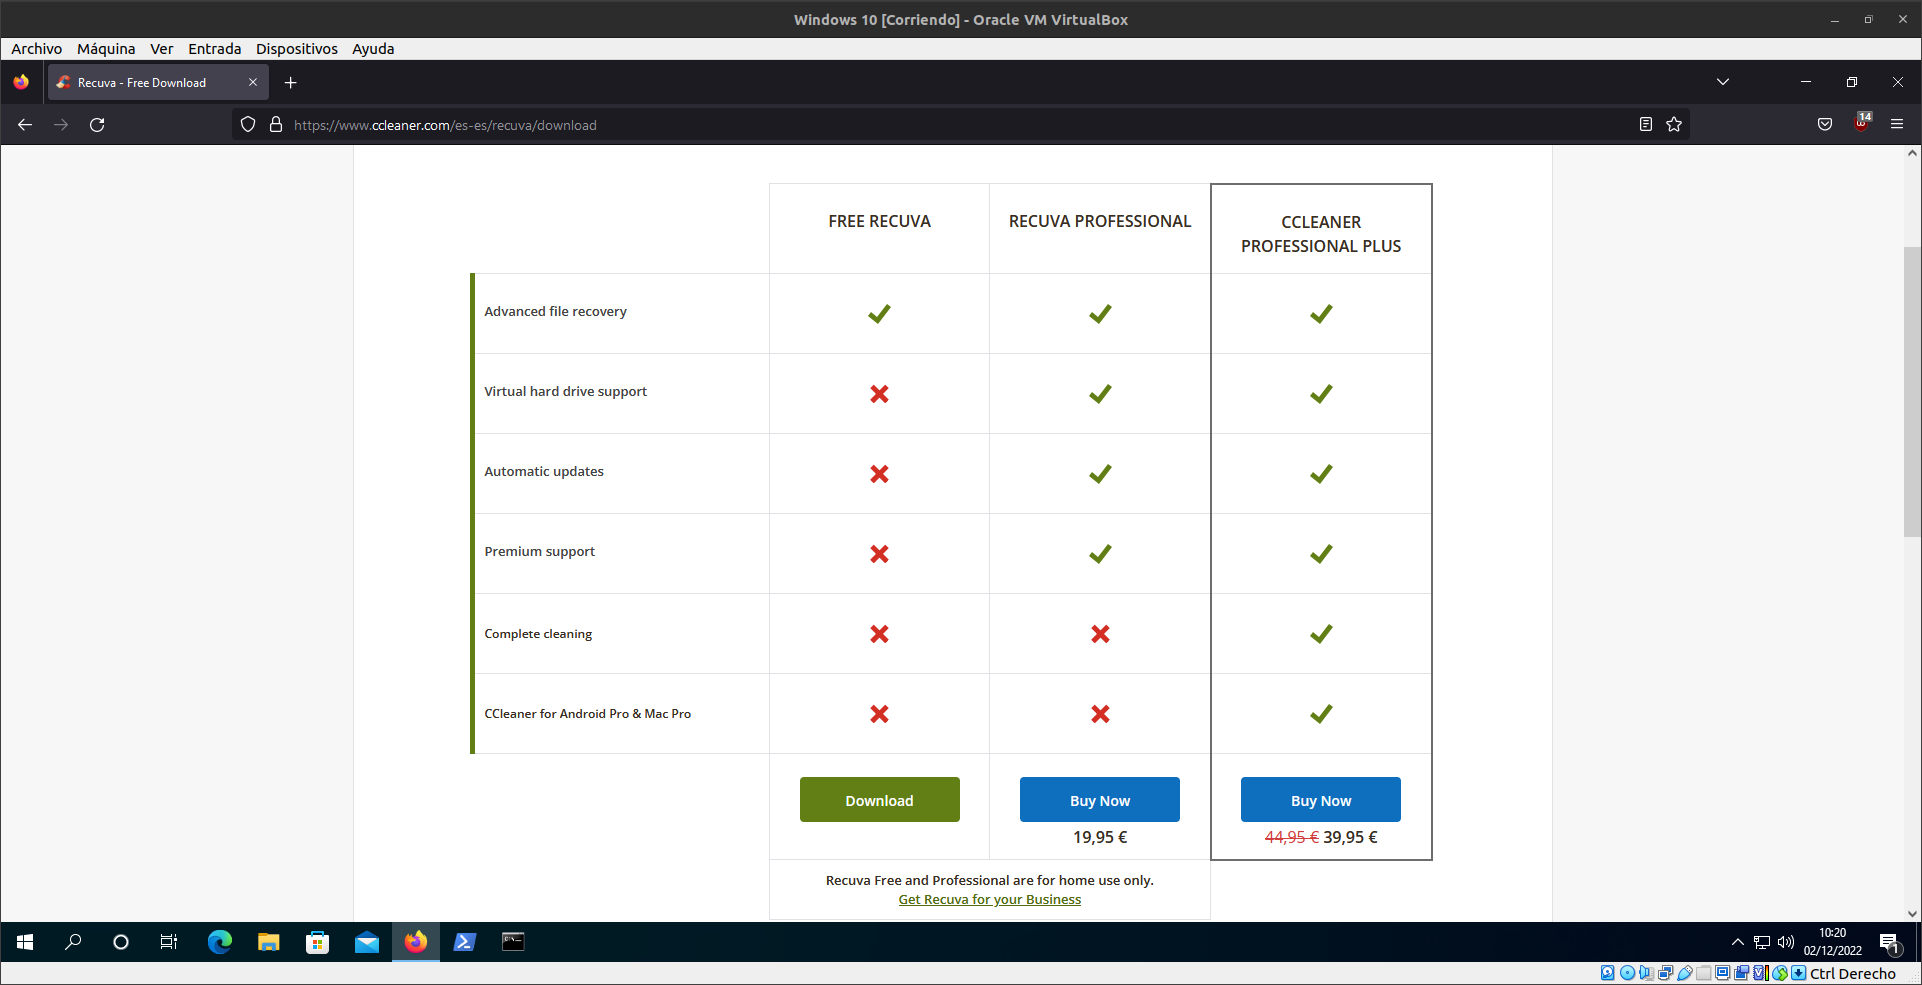 Windows 10 [Corriendo] - Oracle VM VirtualBox
Archivo Máquina Ver Entrada Dispositivos Ayuda
Recuva - Free Download
https://www.ccleaner.com/es-es/recuva/download
14
FREE RECUVA
RECUVA PROFESSIONAL
CCLEANER
PROFESSIONAL PLUS
Advanced file recovery
Virtual hard drive support
Automatic updates
Premium support
Complete cleaning
CCleaner for Android Pro & Mac Pro
Download
Buy Now
Buy Now
19,95 €
44,95 € 39,95 €
Recuva Free and Professional are for home use only.
Get Recuva for your Business
10:20
02/12/2022
1
Ctrl Derecho